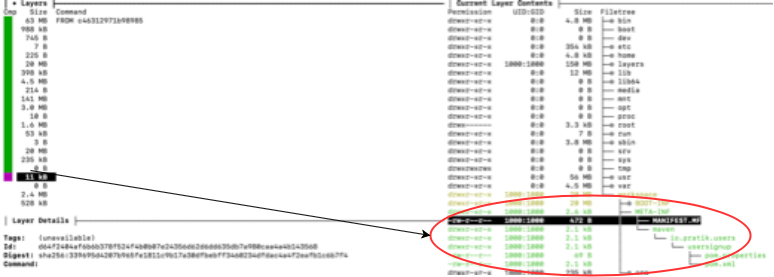 Layers
Cmp Size Command
63 MB FROM c46312971b98985
988 kB
745 B
7 B
225 B
20 MB
398 kB
4.5 MB
214 B
141 MB
3.0 MB
10 B
1.6 MB
53 kB
3 B
20 MB
235 kB
0 B
11 kB
0 B
2.4 MB
528 kB
Layer Details
Tags: (unavailable)
Id:
Digest:
Command:
Current Layer Contents
Permission UID:GID Size Filetree
drwxr-xr-x 0:0 4.8 MB bin
drwxr-xr-x 0:0 0 B boot
drwxr-xr-x 0:0 0 B dev
drwxr-xr-x 0:0 354 kB etc
drwxr-xr-x 0:0 4.8 kB home
drwxr-xr-x 1000:1000 150 MB layers
drwxr-xr-x 0:0 12 MB lib
drwxr-xr-x 0:0 0 B lib64
drwxr-xr-x 0:0 0 B media
drwxr-xr-x 0:0 0 B mnt
drwxr-xr-x 0:0 0 B opt
drwxr-xr-x 0:0 0 B proc
drwx------ 0:0 3.3 kB root
drwxr-xr-x 0:0 7 B run
drwxr-xr-x 0:0 3.8 MB sbin
drwxr-xr-x 0:0 0 B srv
drwxr-xr-x 0:0 0 B sys
drwxrwxrwx 0:0 0 B tmp
drwxr-xr-x 0:0 56 MB usr
drwxr-xr-x 0:0 4.5 MB var
drwxr-xr-x 1000:1000 20 MB workspace
drwxr-xr-x 1000:1000 20 MB BOOT-INF
drwxr-xr-x 1000:1000 2.6 kB META-INF
-rw-r--r-- 1000:1000 472 B MANIFEST.MF
drwxr-xr-x 1000:1000 2.1 kB maven
drwxr-xr-x 1000:1000 2.1 kB io.pratik.users
drwxr-xr-x 1000:1000 2.1 kB usersignup
-rw-r--r-- 1000:1000 69 B pom.properties
-rw-r--r-- 1000:1000 2.1 kB pom.xml
drwxr-xr-x 1000:1000 235 kB org